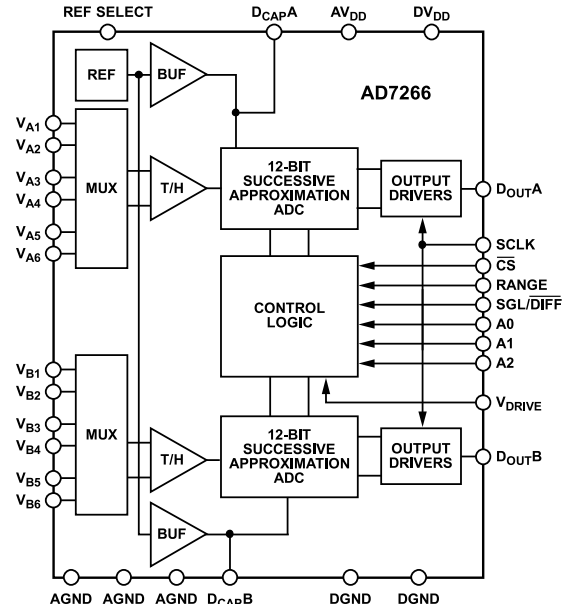 REF SELECT
DCAPA
AVDD
DVDD
REF
BUF
AD7266
VA1
VA2
VA3
VA4
VA5
VA6
MUX
T/H
12-BIT
SUCCESSIVE
APPROXIMATION
ADC
OUTPUT
DRIVERS
DOUTA
SCLK
CS
RANGE
SGL/DIFF
A0
A1
A2
VDRIVE
CONTROL
LOGIC
VB1
VB2
VB3
VB4
VB5
VB6
MUX
T/H
12-BIT
SUCCESSIVE
APPROXIMATION
ADC
OUTPUT
DRIVERS
DOUTB
BUF
AGND
AGND
AGND
DCAPB
DGND
DGND